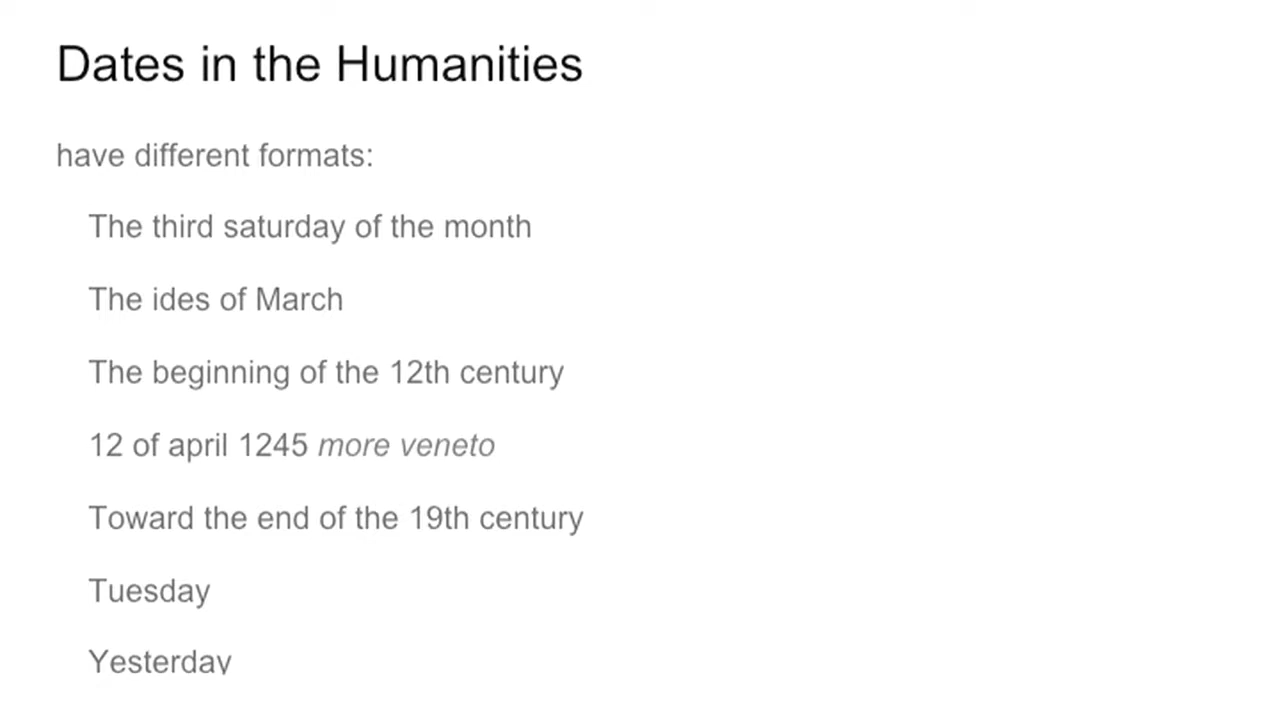 Dates in the Humanities
have different formats:
The third saturday of the month
The ides of March
The beginning of the 12th century
12 of april 1245 more veneto
Toward the end of the 19th century
Tuesday
Yesterday